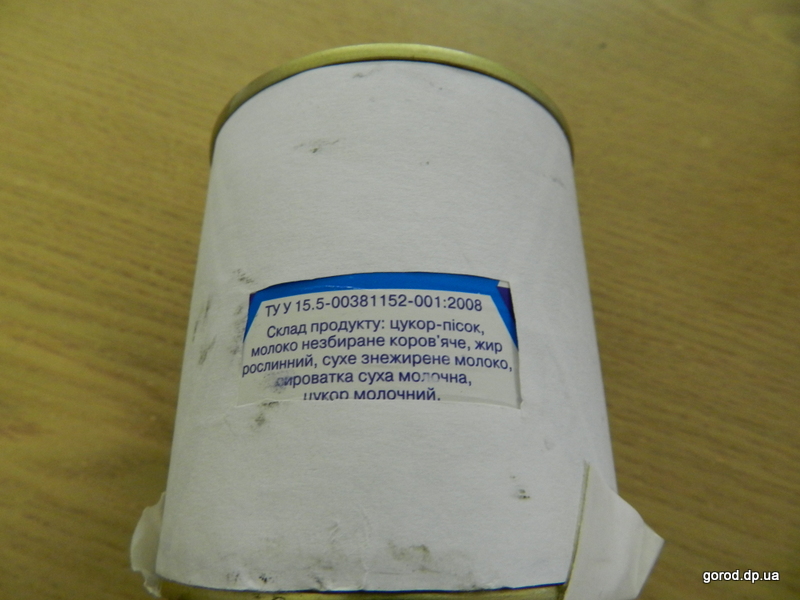 ТУ У 15.5-00381152-001:2008
Склад продукту: цукор-пісок,
молоко незбиране коров'яче, жир
рослинний, сухе знежирене молоко,
сироватка суха молочна,
цукор молочний.
gorod.dp.ua